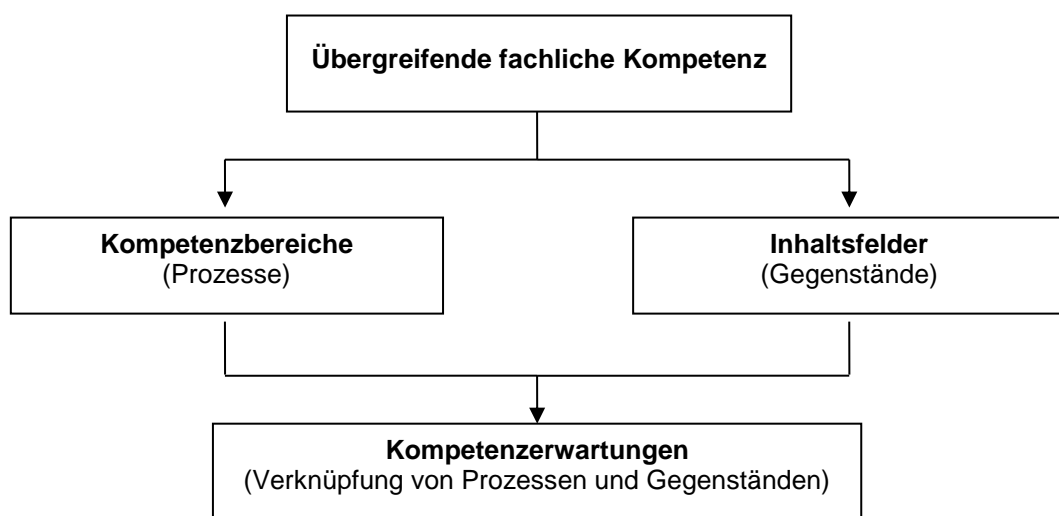 Übergreifende fachliche Kompetenz
Kompetenzbereiche
(Prozesse)
Inhaltsfelder
(Gegenstände)
Kompetenzerwartungen
(Verknüpfung von Prozessen und Gegenständen)